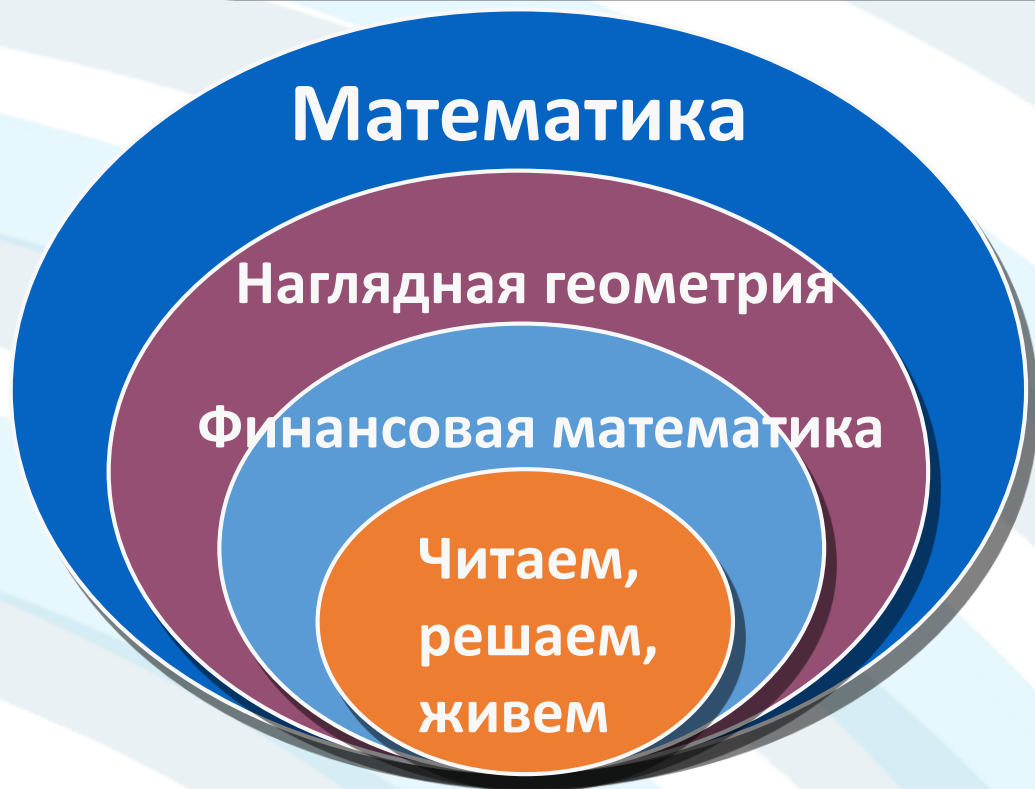 Математика
Наглядная геометрия
Финансовая математика
Читаем,
решаем,
живем